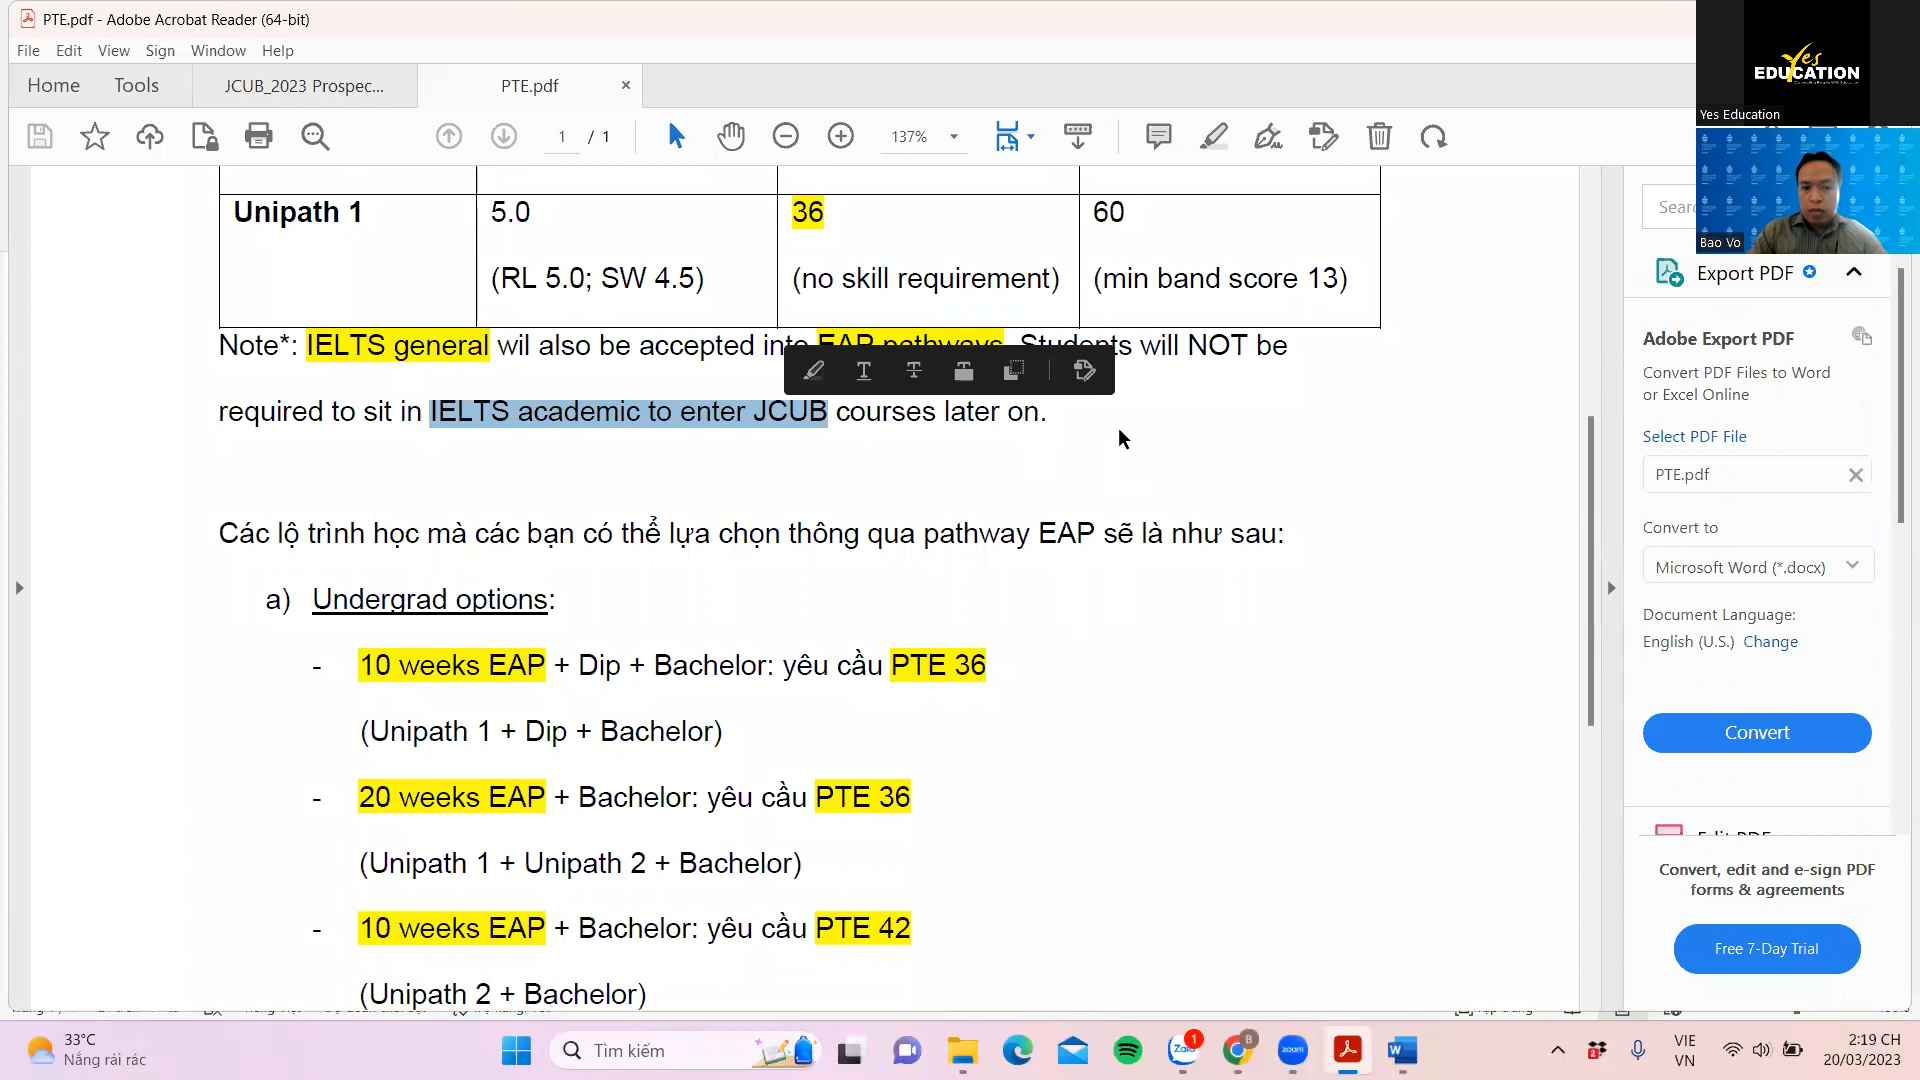 PTE.pdf - Adobe Acrobat Reader (64-bit)
File Edit View Sign Window Help
Home Tools JCUB_2023 Prospec... PTE.pdf
1 / 1 137%
Yes EDUCATION
Yes Education
Bao Vo
Unipath 1 5.0 36 60
(RL 5.0; SW 4.5) (no skill requirement) (min band score 13)
Note*: IELTS general wil also be accepted into EAP pathways. Students will NOT be
required to sit in IELTS academic to enter JCUB courses later on.
Các lộ trình học mà các bạn có thể lựa chọn thông qua pathway EAP sẽ là như sau:
a) Undergrad options:
- 10 weeks EAP + Dip + Bachelor: yêu cầu PTE 36
(Unipath 1 + Dip + Bachelor)
- 20 weeks EAP + Bachelor: yêu cầu PTE 36
(Unipath 1 + Unipath 2 + Bachelor)
- 10 weeks EAP + Bachelor: yêu cầu PTE 42
(Unipath 2 + Bachelor)
Export PDF
Adobe Export PDF
Convert PDF Files to Word
or Excel Online
Select PDF File
PTE.pdf
Convert to
Microsoft Word (*.docx)
Document Language:
English (U.S.) Change
Convert
Edit PDF
Convert, edit and e-sign PDF
forms & agreements
Free 7-Day Trial
33°C
Nắng rải rác
Tìm kiếm
Zalo 1
zoom
VIE
VN
2:19 CH
20/03/2023